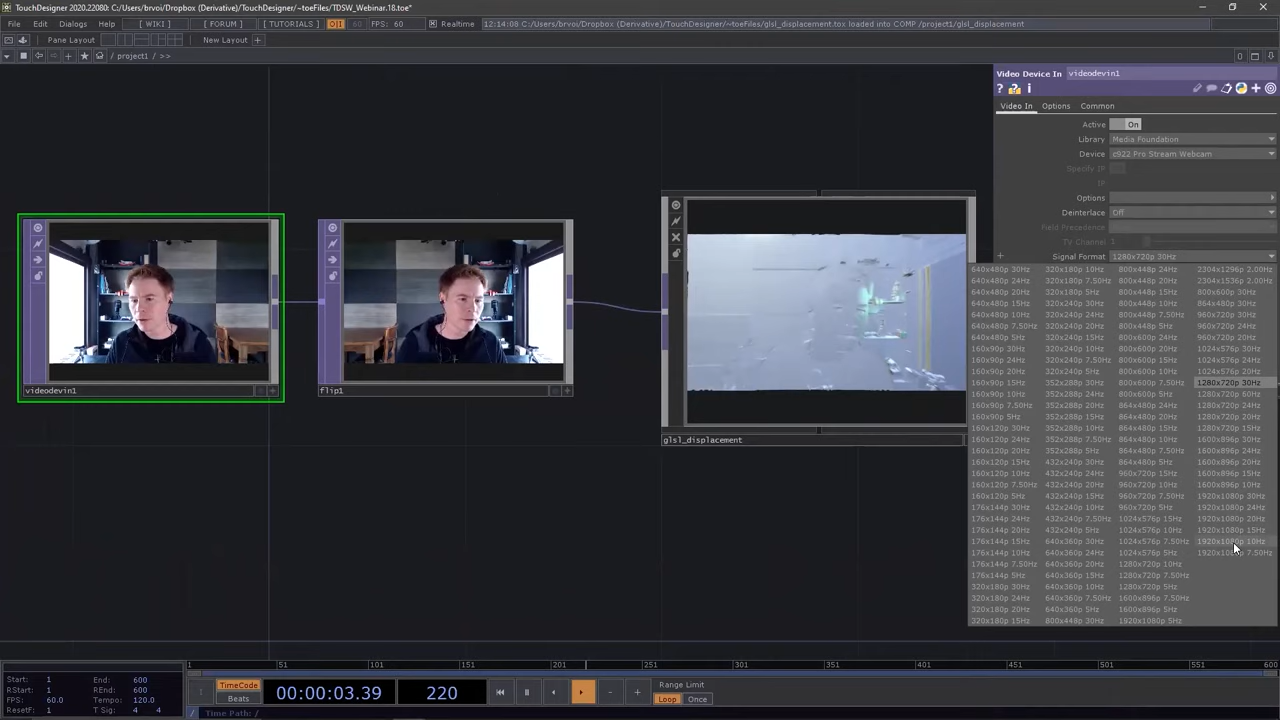 TouchDesigner 2020.22080: C:/Users/brvoi/Dropbox (Derivative)/TouchDesigner/~toeFiles/TDSW_Webinar.18.toe*
File Edit Dialogs Help [ WIKI ] [ FORUM ] [ TUTORIALS ] O|I 60 FPS: 60 Realtime 12:14:08 C:/Users/brvoi/Dropbox (Derivative)/TouchDesigner/~toeFiles/glsl_displacement.tox loaded into COMP /project1/glsl_displacement
Pane Layout New Layout +
/ project1 / >>
Video Device In videodevin1
Video In Options Common
Active On
Library Media Foundation
Device c922 Pro Stream Webcam
Specify IP
IP
Options
Deinterlace Off
Field Precedence
TV Channel 1
Signal Format 1280x720p 30Hz
640x480p 30Hz 320x180p 10Hz 800x448p 24Hz 2304x1296p 2.00Hz
640x480p 24Hz 320x180p 7.50Hz 800x448p 20Hz 2304x1536p 2.00Hz
640x480p 20Hz 320x180p 5Hz 800x448p 15Hz 800x600p 30Hz
640x480p 15Hz 320x240p 30Hz 800x448p 10Hz 864x480p 30Hz
640x480p 10Hz 320x240p 24Hz 800x448p 7.50Hz 960x720p 30Hz
640x480p 7.50Hz 320x240p 20Hz 800x448p 5Hz 960x720p 24Hz
640x480p 5Hz 320x240p 15Hz 800x600p 24Hz 960x720p 20Hz
160x90p 30Hz 320x240p 10Hz 800x600p 20Hz 1024x576p 30Hz
160x90p 24Hz 320x240p 7.50Hz 800x600p 15Hz 1024x576p 24Hz
160x90p 20Hz 320x240p 5Hz 800x600p 10Hz 1024x576p 20Hz
160x90p 15Hz 352x288p 30Hz 800x600p 7.50Hz 1280x720p 30Hz
160x90p 10Hz 352x288p 24Hz 800x600p 5Hz 1280x720p 60Hz
160x90p 7.50Hz 352x288p 20Hz 864x480p 24Hz 1280x720p 24Hz
160x90p 5Hz 352x288p 15Hz 864x480p 20Hz 1280x720p 20Hz
160x120p 30Hz 352x288p 10Hz 864x480p 15Hz 1280x720p 15Hz
160x120p 24Hz 352x288p 7.50Hz 864x480p 10Hz 1600x896p 30Hz
160x120p 20Hz 352x288p 5Hz 864x480p 7.50Hz 1600x896p 24Hz
160x120p 15Hz 432x240p 30Hz 864x480p 5Hz 1600x896p 20Hz
160x120p 10Hz 432x240p 24Hz 960x720p 15Hz 1600x896p 15Hz
160x120p 7.50Hz 432x240p 20Hz 960x720p 10Hz 1600x896p 10Hz
160x120p 5Hz 432x240p 15Hz 960x720p 7.50Hz 1920x1080p 30Hz
176x144p 30Hz 432x240p 10Hz 960x720p 5Hz 1920x1080p 24Hz
176x144p 24Hz 432x240p 7.50Hz 1024x576p 15Hz 1920x1080p 20Hz
176x144p 20Hz 432x240p 5Hz 1024x576p 10Hz 1920x1080p 15Hz
176x144p 15Hz 640x360p 30Hz 1024x576p 7.50Hz 1920x1080p 10Hz
176x144p 10Hz 640x360p 24Hz 1024x576p 5Hz 1920x1080p 7.50Hz
176x144p 7.50Hz 640x360p 20Hz 1280x720p 10Hz
176x144p 5Hz 640x360p 15Hz 1280x720p 7.50Hz
320x180p 30Hz 640x360p 10Hz 1280x720p 5Hz
320x180p 24Hz 640x360p 7.50Hz 1600x896p 7.50Hz
320x180p 20Hz 640x360p 5Hz 1600x896p 5Hz
320x180p 15Hz 800x448p 30Hz 1920x1080p 5Hz
videodevin1
flip1
glsl_displacement
1 51 101 151 201 251 301 351 401 451 501 551 600
Start: 1 End: 600
RStart: 1 REnd: 600
FPS: 60.0 Tempo: 120.0
ResetF: 1 T Sig: 4 4
TimeCode
Beats
00:00:03.39
220
Range Limit
Loop Once
/ Time Path: /